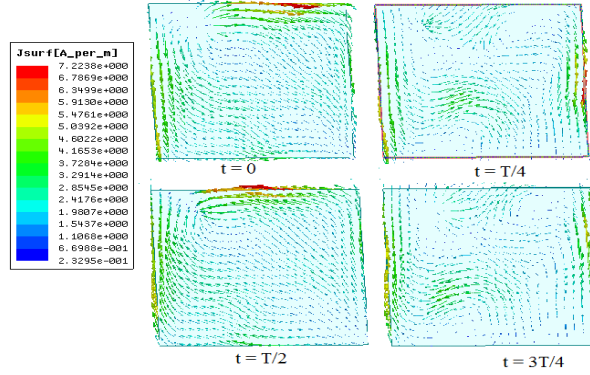 Jsurf[A_per_m]
7.2238e+000
6.7869e+000
6.3499e+000
5.9130e+000
5.4761e+000
5.0392e+000
4.6022e+000
4.1653e+000
3.7284e+000
3.2914e+000
2.8545e+000
2.4176e+000
1.9807e+000
1.5437e+000
1.1068e+000
6.6988e-001
2.3295e-001
t = 0
t = T/4
t = T/2
t = 3T/4